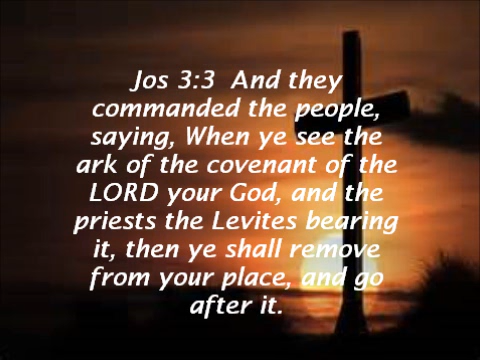 Jos 3:3  And they
commanded the people,
saying, When ye see the
ark of the covenant of the
LORD your God, and the
priests the Levites bearing
it, then ye shall remove
from your place, and go
after it.